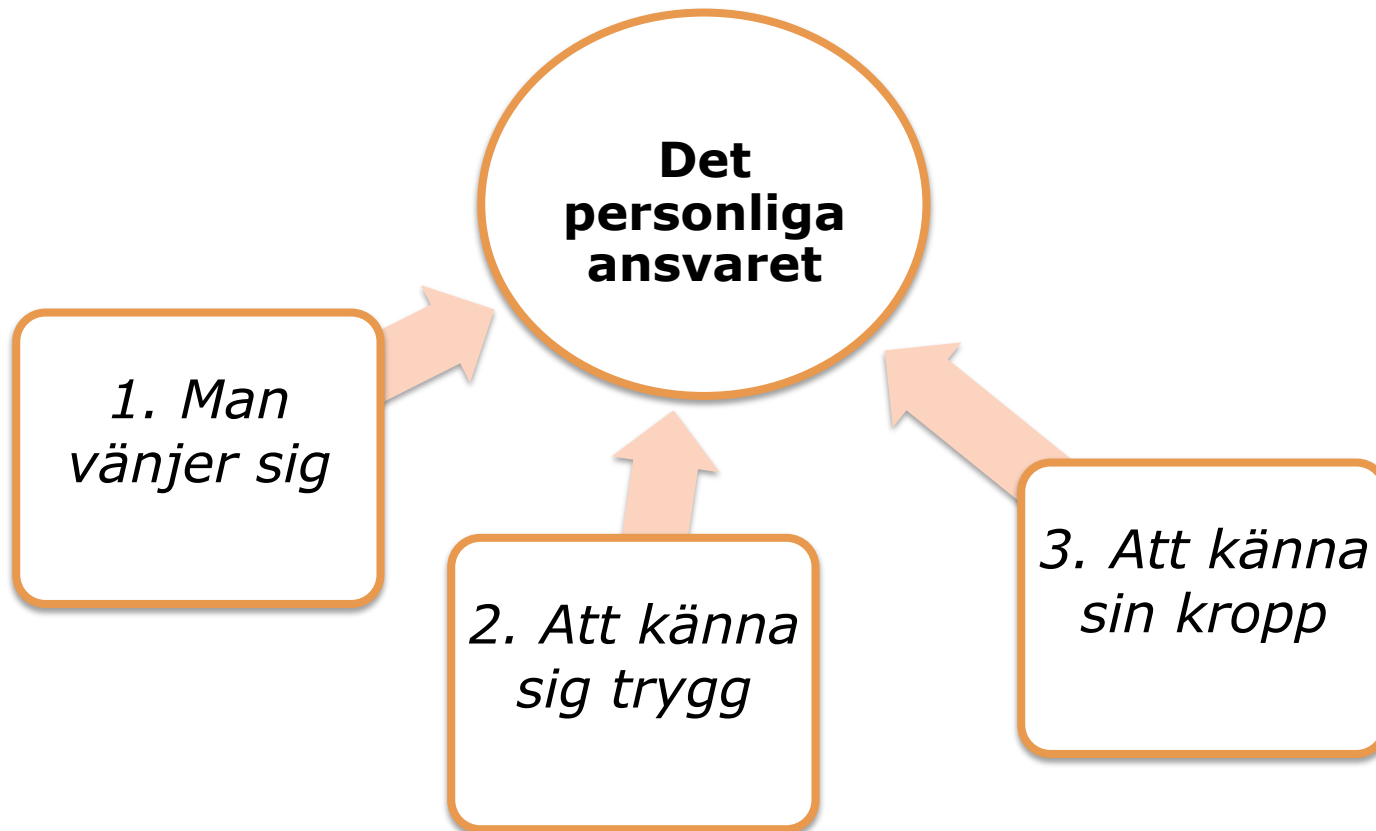 Det
personliga
ansvaret
1. Man
vänjer sig
2. Att känna
sig trygg
3. Att känna
sin kropp